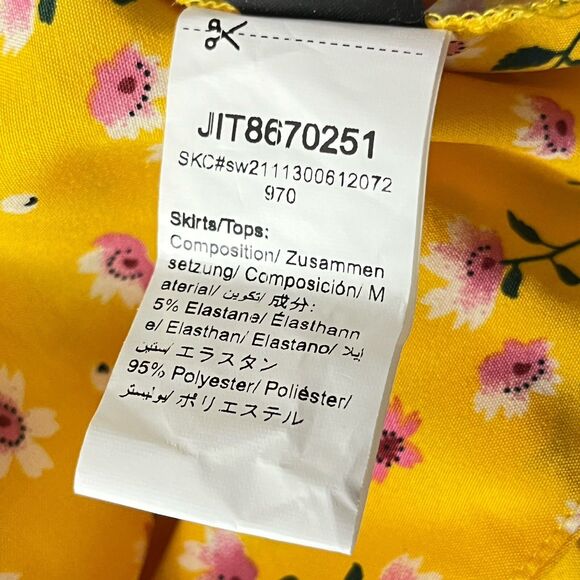 JIT8670251
SKC#sw2111300612072
970
Skirts/Tops:
Composition/ Zusammen
setzung/ Composición/ M
aterial/ تكوين/ 成分:
5% Elastane/ Élasthann
e/ Elasthan/ Elastano/ إيلا
ستين/ エラスタン
95% Polyester/ Poliéster/
بوليستر/ ポリエステル